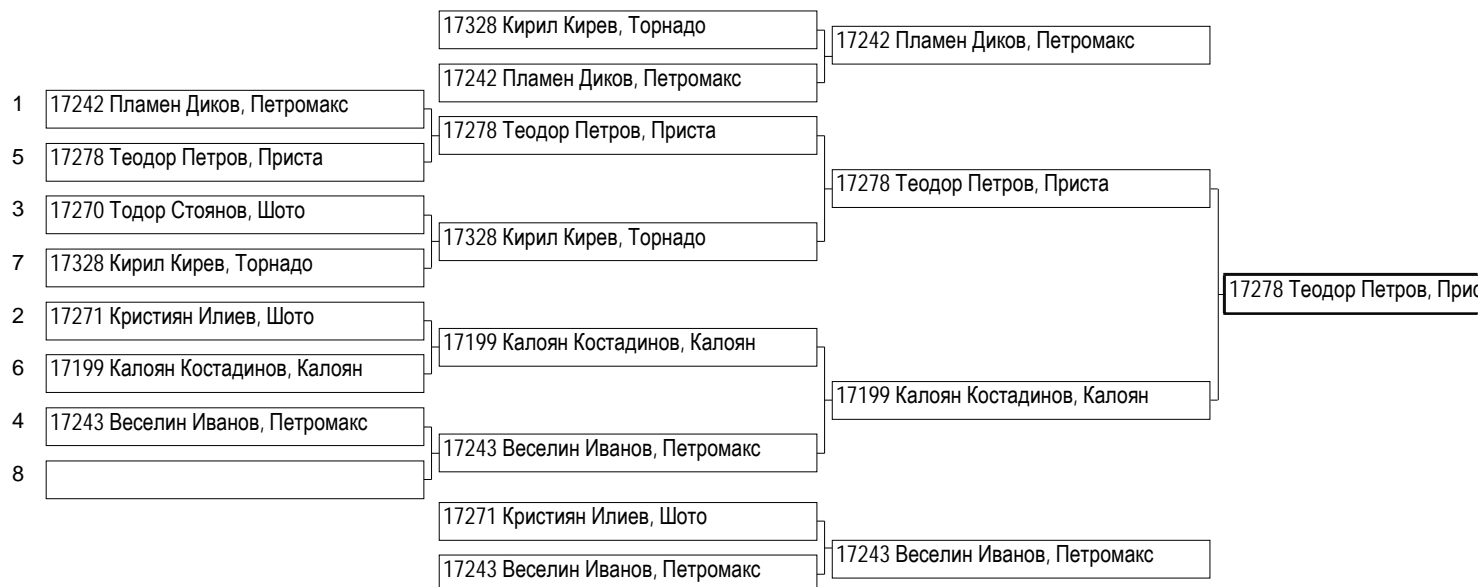 17328 Кирил Кирев, Торнадо
17242 Пламен Диков, Петромакс
17242 Пламен Диков, Петромакс
1 17242 Пламен Диков, Петромакс
17278 Теодор Петров, Приста
5 17278 Теодор Петров, Приста
17278 Теодор Петров, Приста
3 17270 Тодор Стоянов, Шото
17328 Кирил Кирев, Торнадо
7 17328 Кирил Кирев, Торнадо
17278 Теодор Петров, Прис
2 17271 Кристиян Илиев, Шото
17199 Калоян Костадинов, Калоян
6 17199 Калоян Костадинов, Калоян
17199 Калоян Костадинов, Калоян
4 17243 Веселин Иванов, Петромакс
17243 Веселин Иванов, Петромакс
8
17271 Кристиян Илиев, Шото
17243 Веселин Иванов, Петромакс
17243 Веселин Иванов, Петромакс